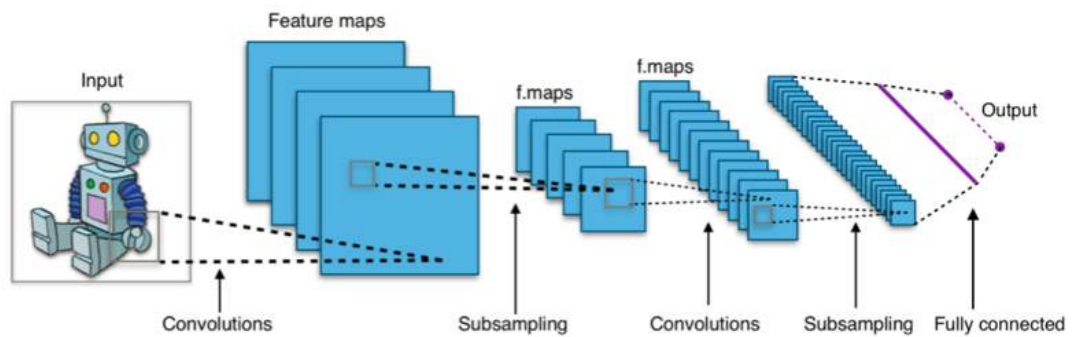 Feature maps
Input
f.maps
f.maps
Output
Convolutions
Subsampling
Convolutions
Subsampling
Fully connected